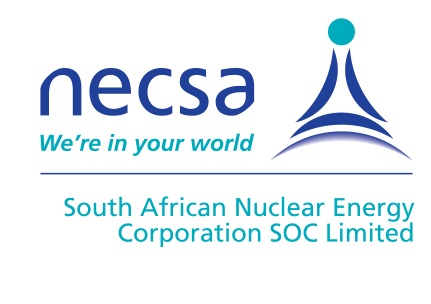 necsa
We're in your world
South African Nuclear Energy
Corporation SOC Limited